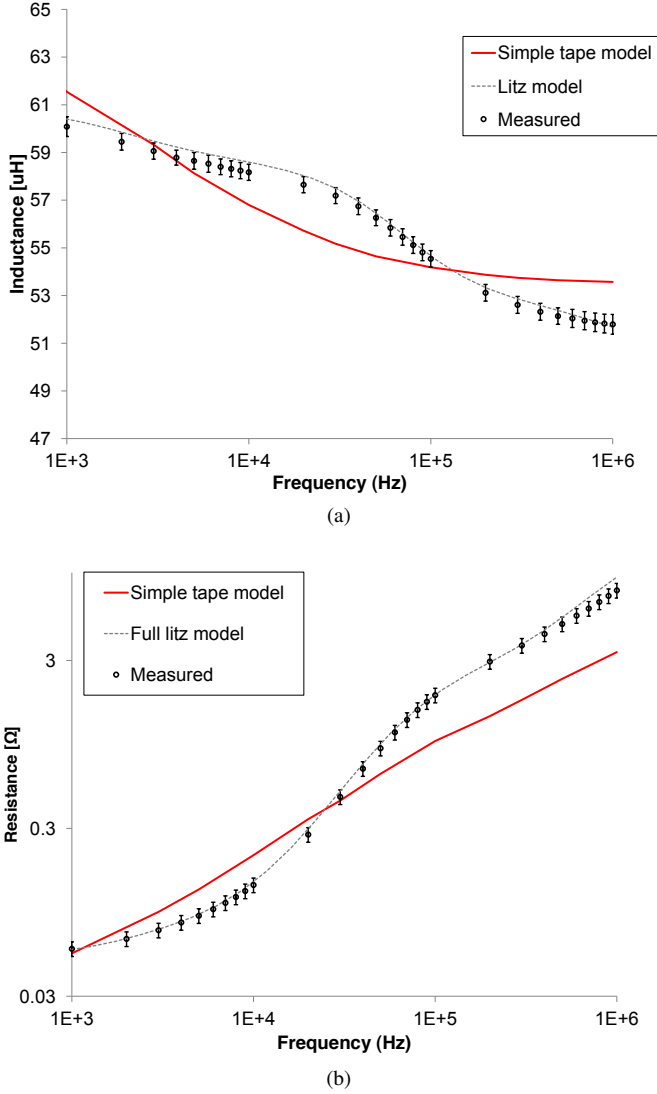 65
63
61
59
57
55
53
51
49
47
Inductance [uH]
Simple tape model
Litz model
Measured
1E+3
1E+4
1E+5
1E+6
Frequency (Hz)
(a)
Simple tape model
Full litz model
Measured
3
0.3
0.03
Resistance [Ω]
1E+3
1E+4
1E+5
1E+6
Frequency (Hz)
(b)